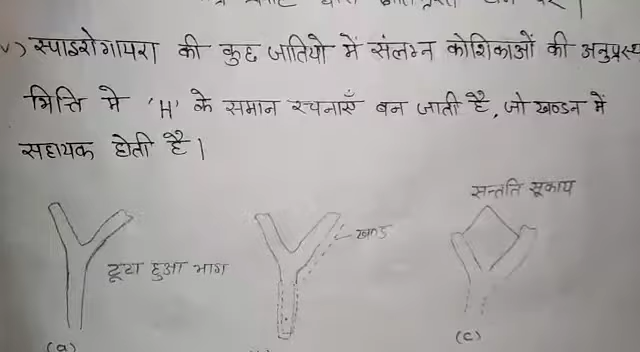 v) स्पाइरोगायरा की कुछ जातियो में संलग्न कोशिकाओं की अनुप्रस्थ
भित्ति मे 'H' के समान रचनाएँ बन जाती है, जो खण्डन में
सहायक होती है।
सन्तति सूकाय
खण्ड
टूटा हुआ भाग
(a)
(c)